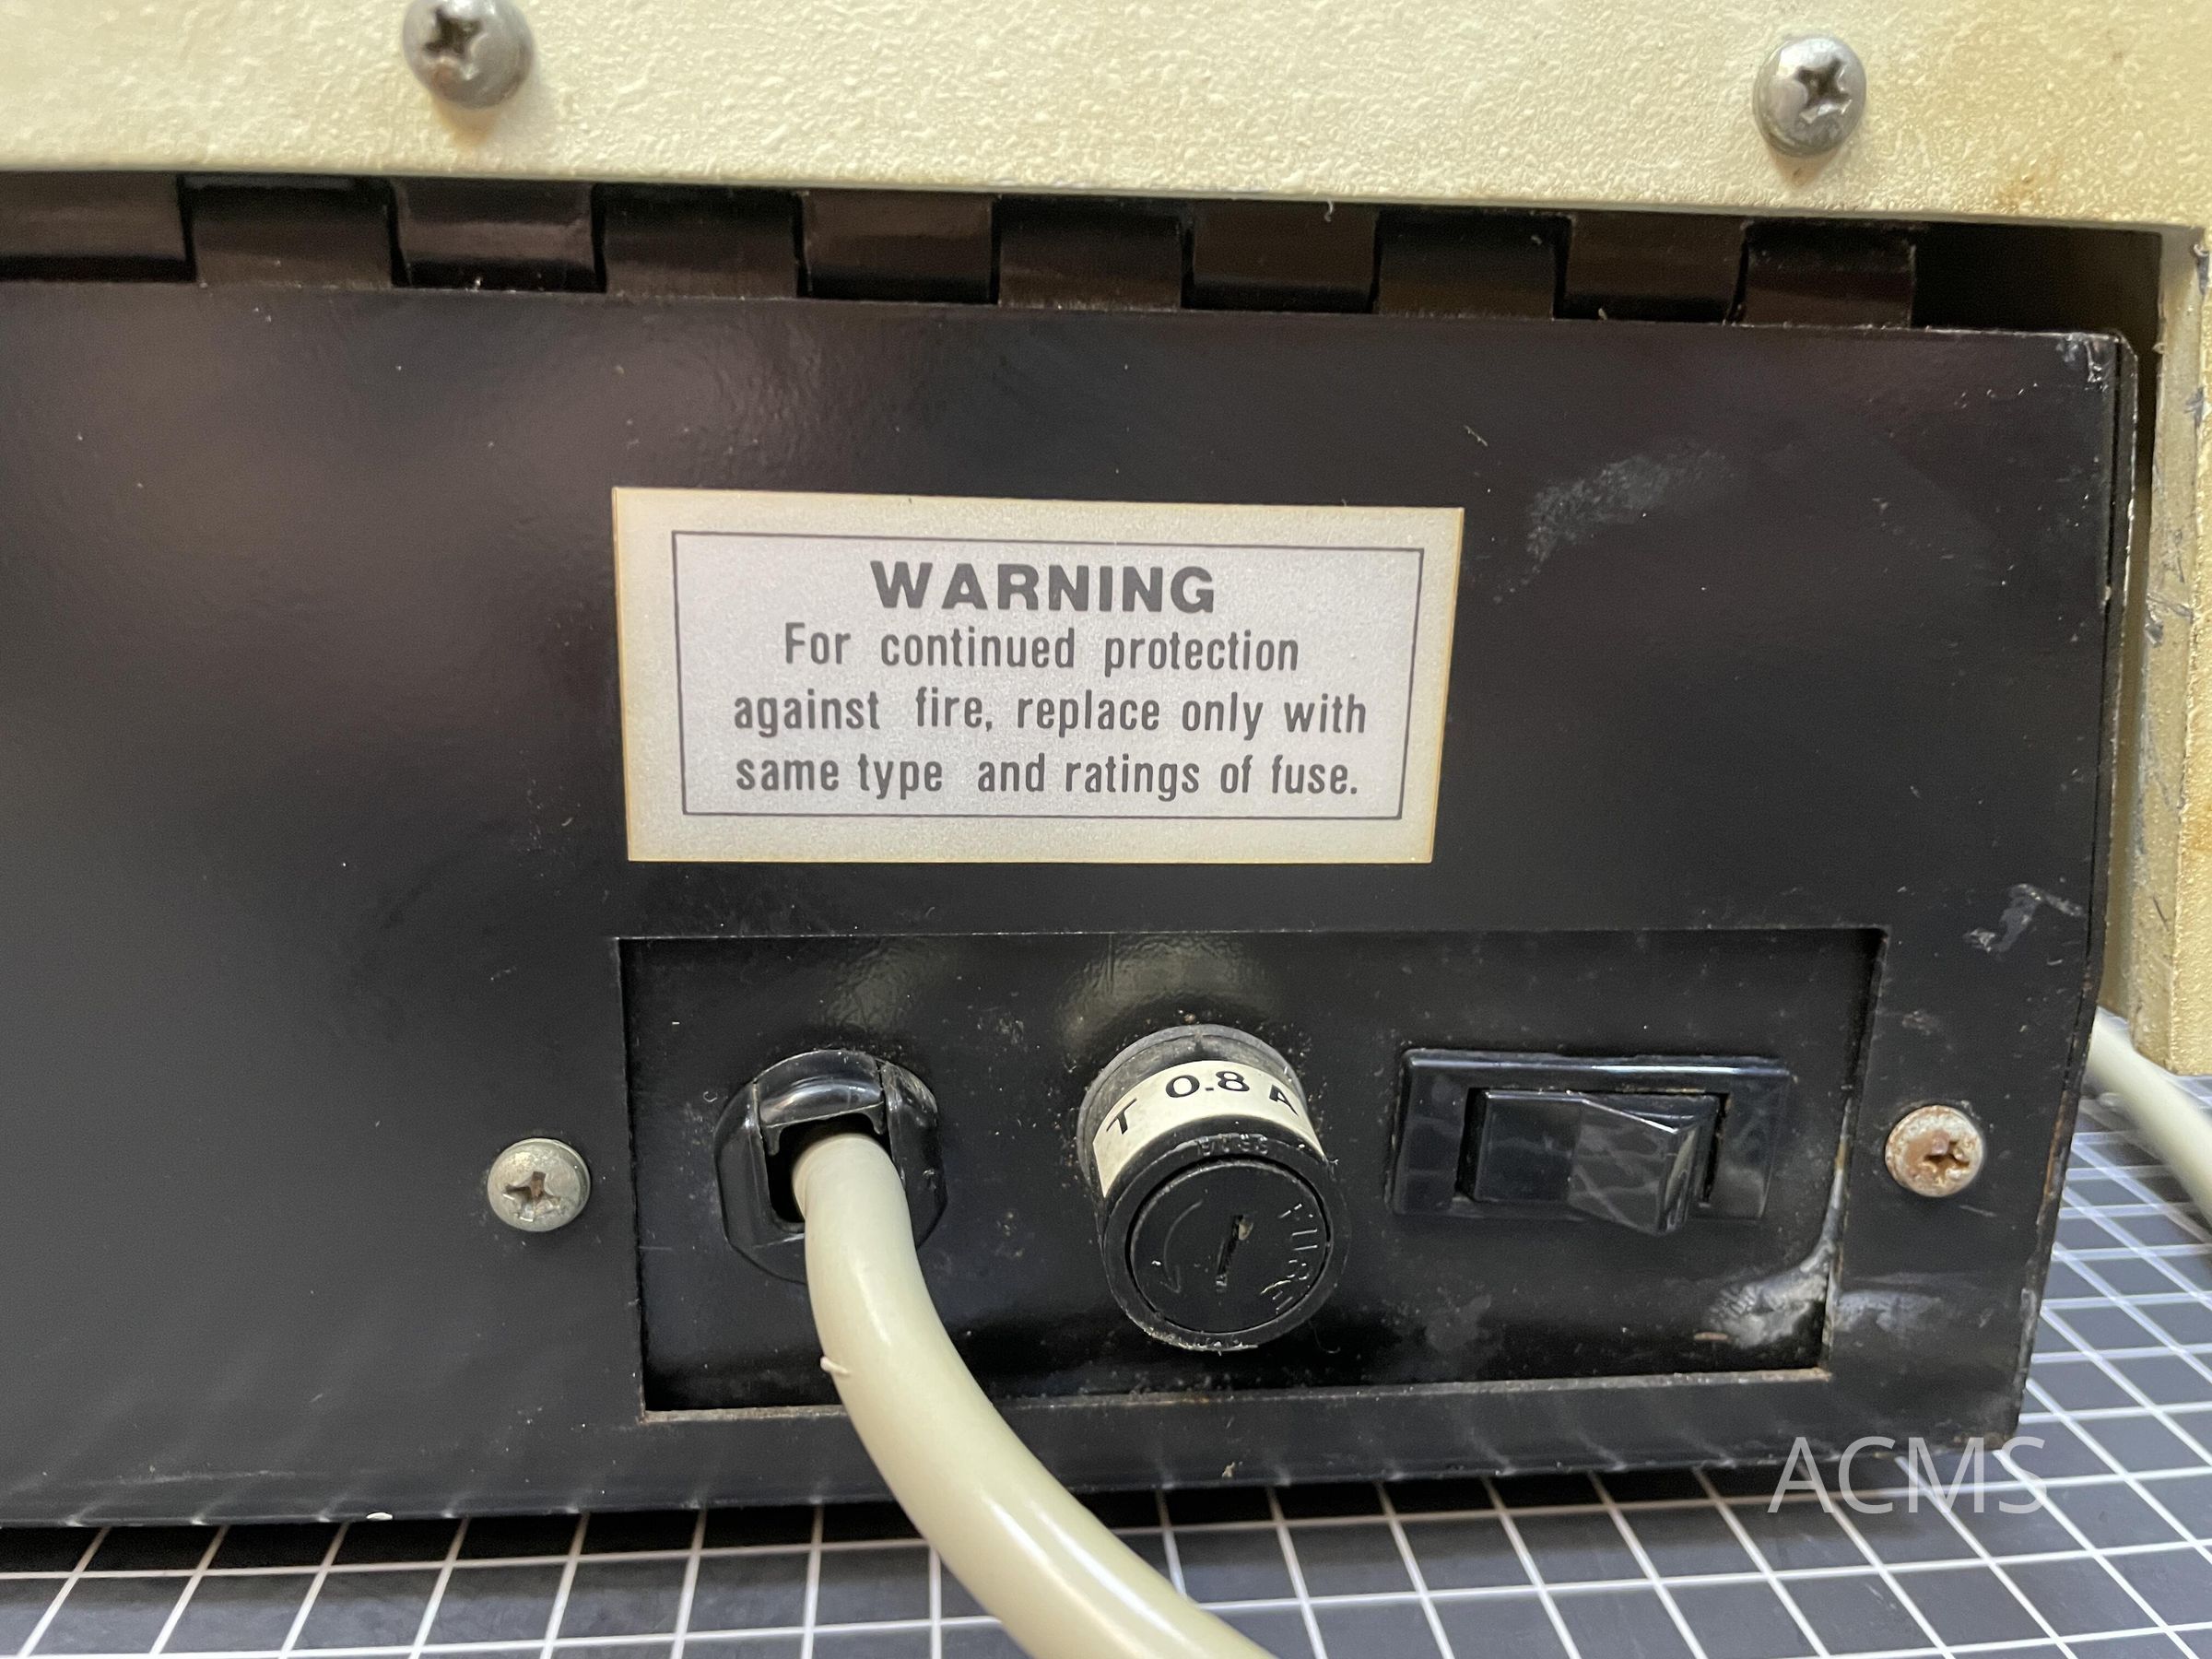 WARNING
For continued protection
against fire, replace only with
same type and ratings of fuse.
T 0.8 A
FUSE
ACMS